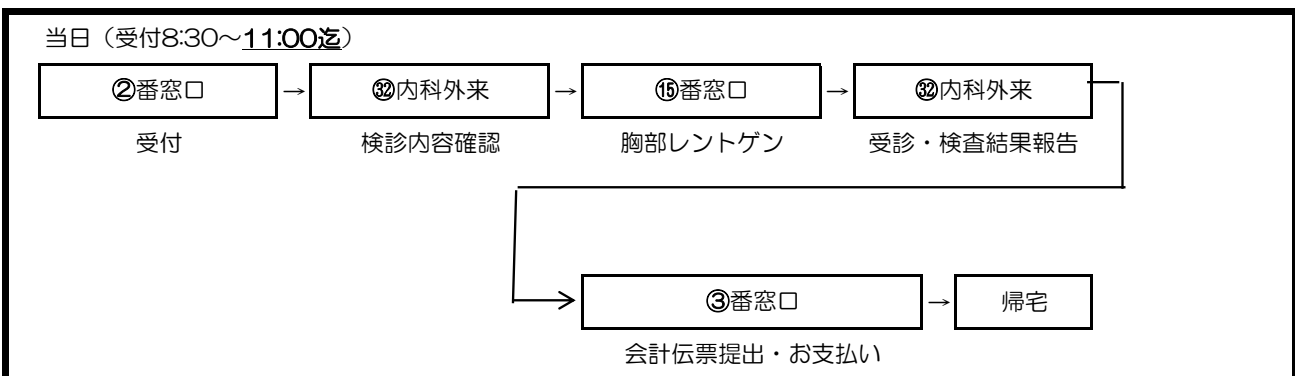 当日（受付8:30～11:00迄）
②番窓口 → ㉜内科外来 → ⑮番窓口 → ㉜内科外来
受付 検診内容確認 胸部レントゲン 受診・検査結果報告
③番窓口 → 帰宅
会計伝票提出・お支払い